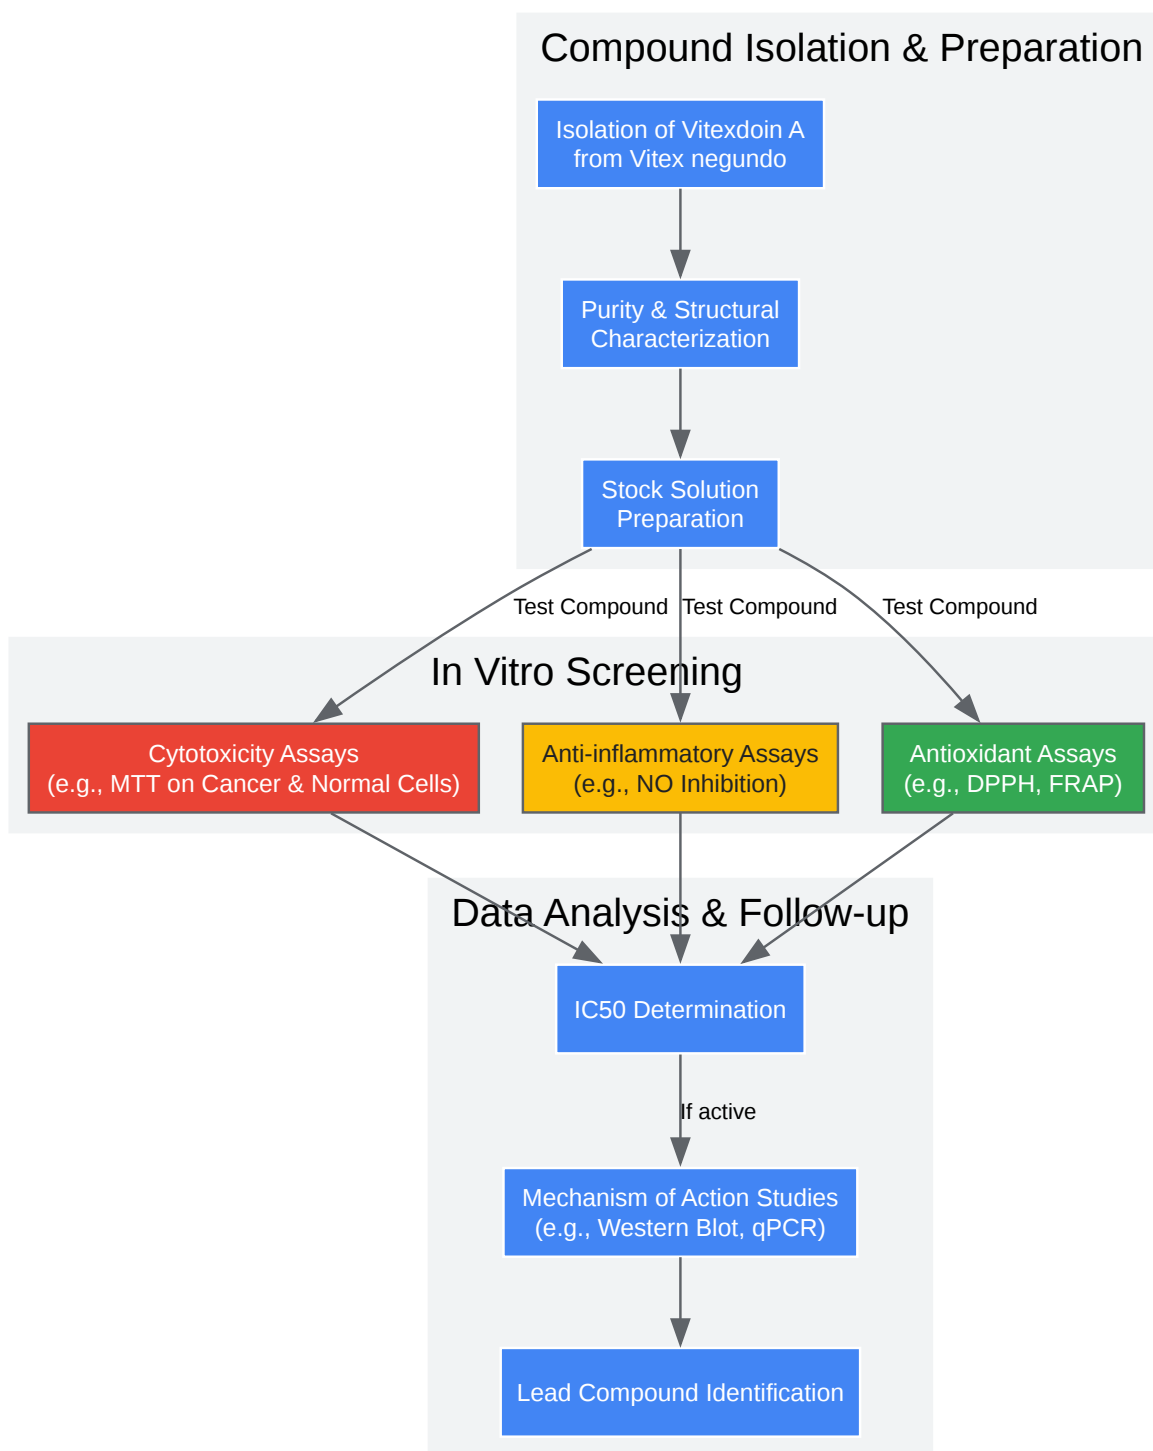 Compound Isolation & Preparation
Isolation of Vitexdoin A
from Vitex negundo
Purity & Structural
Characterization
Stock Solution
Preparation
Test Compound
Test Compound
Test Compound
In Vitro Screening
Cytotoxicity Assays
(e.g., MTT on Cancer & Normal Cells)
Anti-inflammatory Assays
(e.g., NO Inhibition)
Antioxidant Assays
(e.g., DPPH, FRAP)
Data Analysis & Follow-up
IC50 Determination
If active
Mechanism of Action Studies
(e.g., Western Blot, qPCR)
Lead Compound Identification